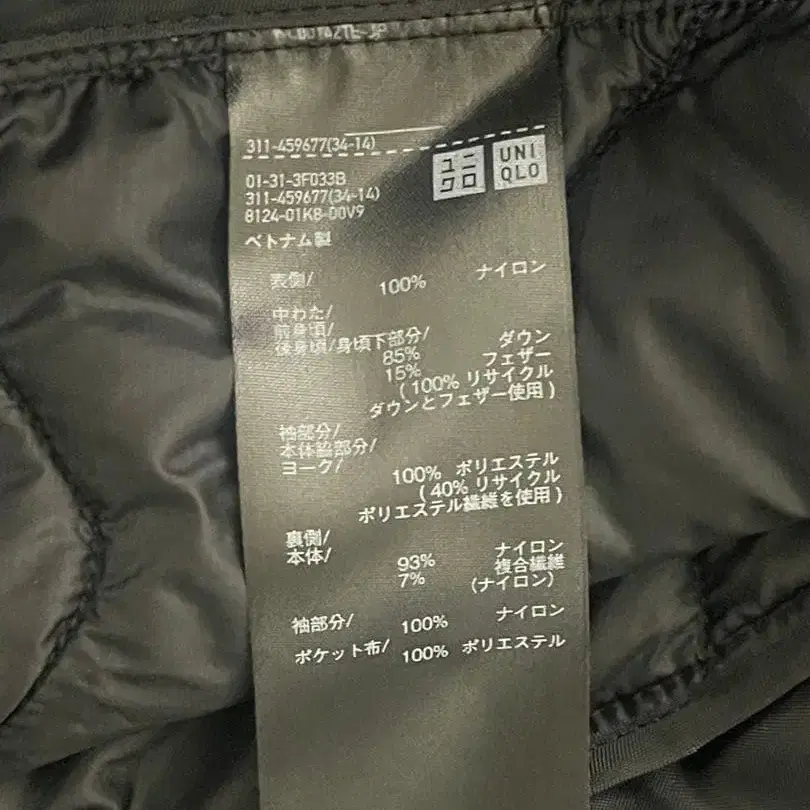 311-459677(34-14)
ユニクロ UNIQLO
01-31-3F033B
311-459677(34-14)
8124-01K8-00V9
ベトナム製
表側/ 100% ナイロン
中わた/
前身頃/
後身頃/身頃下部分/ ダウン
85% フェザー
15%
(100% リサイクル
ダウンとフェザー使用)
袖部分/
本体脇部分/
ヨーク/ 100% ポリエステル
(40% リサイクル
ポリエステル繊維を使用)
裏側/
本体/ 93% ナイロン
7% 複合繊維
(ナイロン)
袖部分/ 100% ナイロン
ポケット布/ 100% ポリエステル